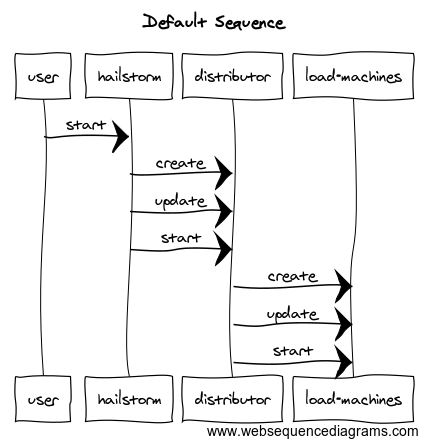 Default Sequence
user hailstorm distributor load-machines
start
create
update
start
create
update
start
user hailstorm distributor load-machines
www.websequencediagrams.com